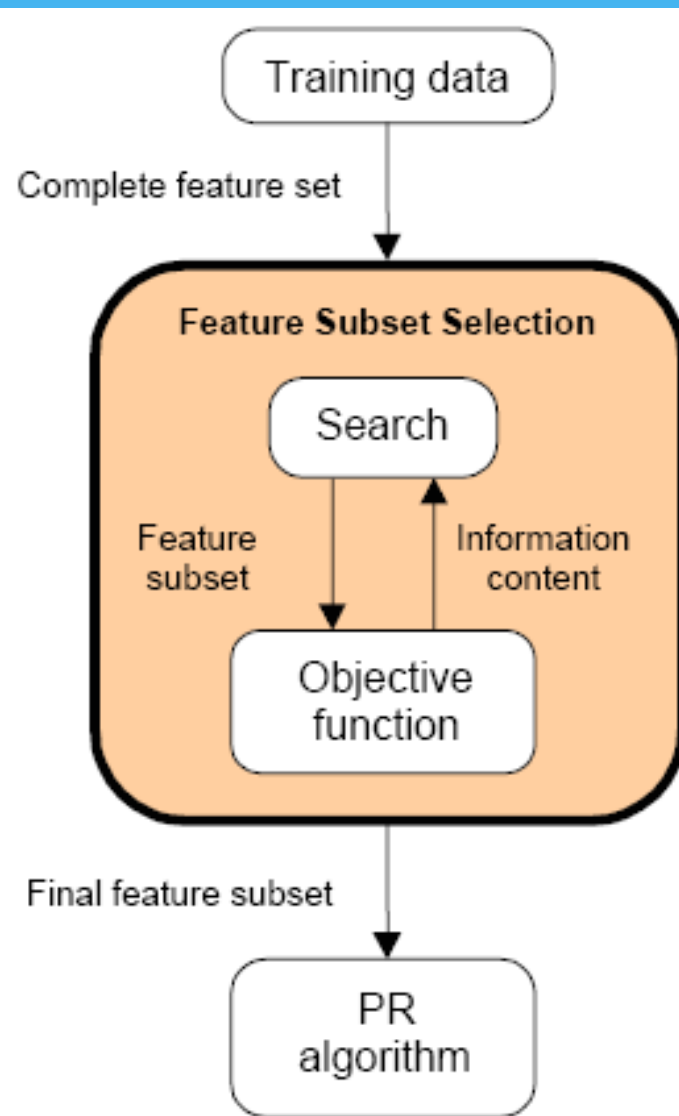 Training data
Complete feature set
Feature Subset Selection
Search
Feature
subset
Information
content
Objective
function
Final feature subset
PR
algorithm